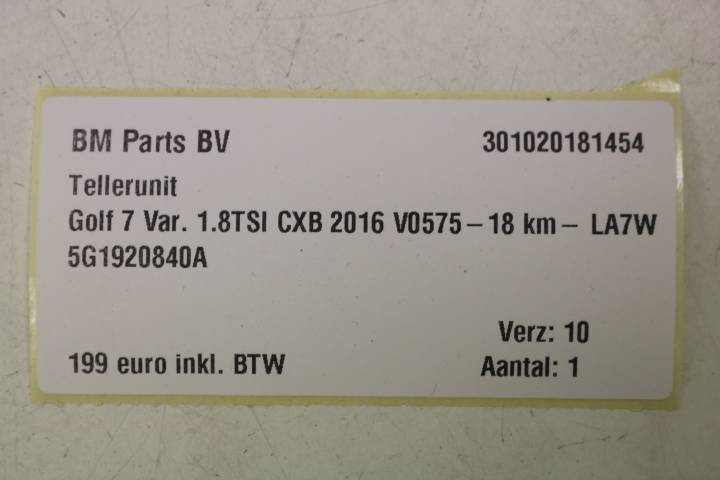 BM Parts BV 301020181454
Tellerunit
Golf 7 Var. 1.8TSI CXB 2016 V0575 – 18 km – LA7W
5G1920840A
Verz: 10
199 euro inkl. BTW Aantal: 1